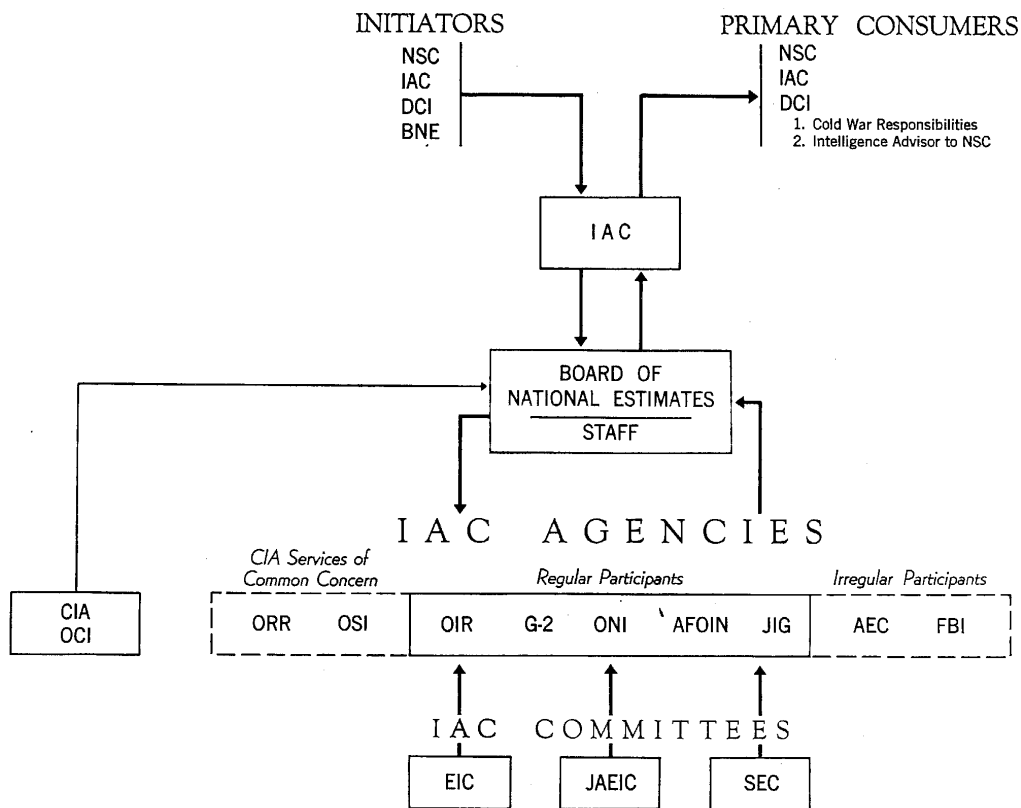 INITIATORS
NSC
IAC
DCI
BNE
PRIMARY CONSUMERS
NSC
IAC
DCI
1. Cold War Responsibilities
2. Intelligence Advisor to NSC
IAC
BOARD OF
NATIONAL ESTIMATES
STAFF
IAC AGENCIES
CIA Services of
Common Concern
Regular Participants
Irregular Participants
CIA
OCI
ORR OSI OIR G-2 ONI AFOIN JIG AEC FBI
IAC COMMITTEES
EIC JAEIC SEC